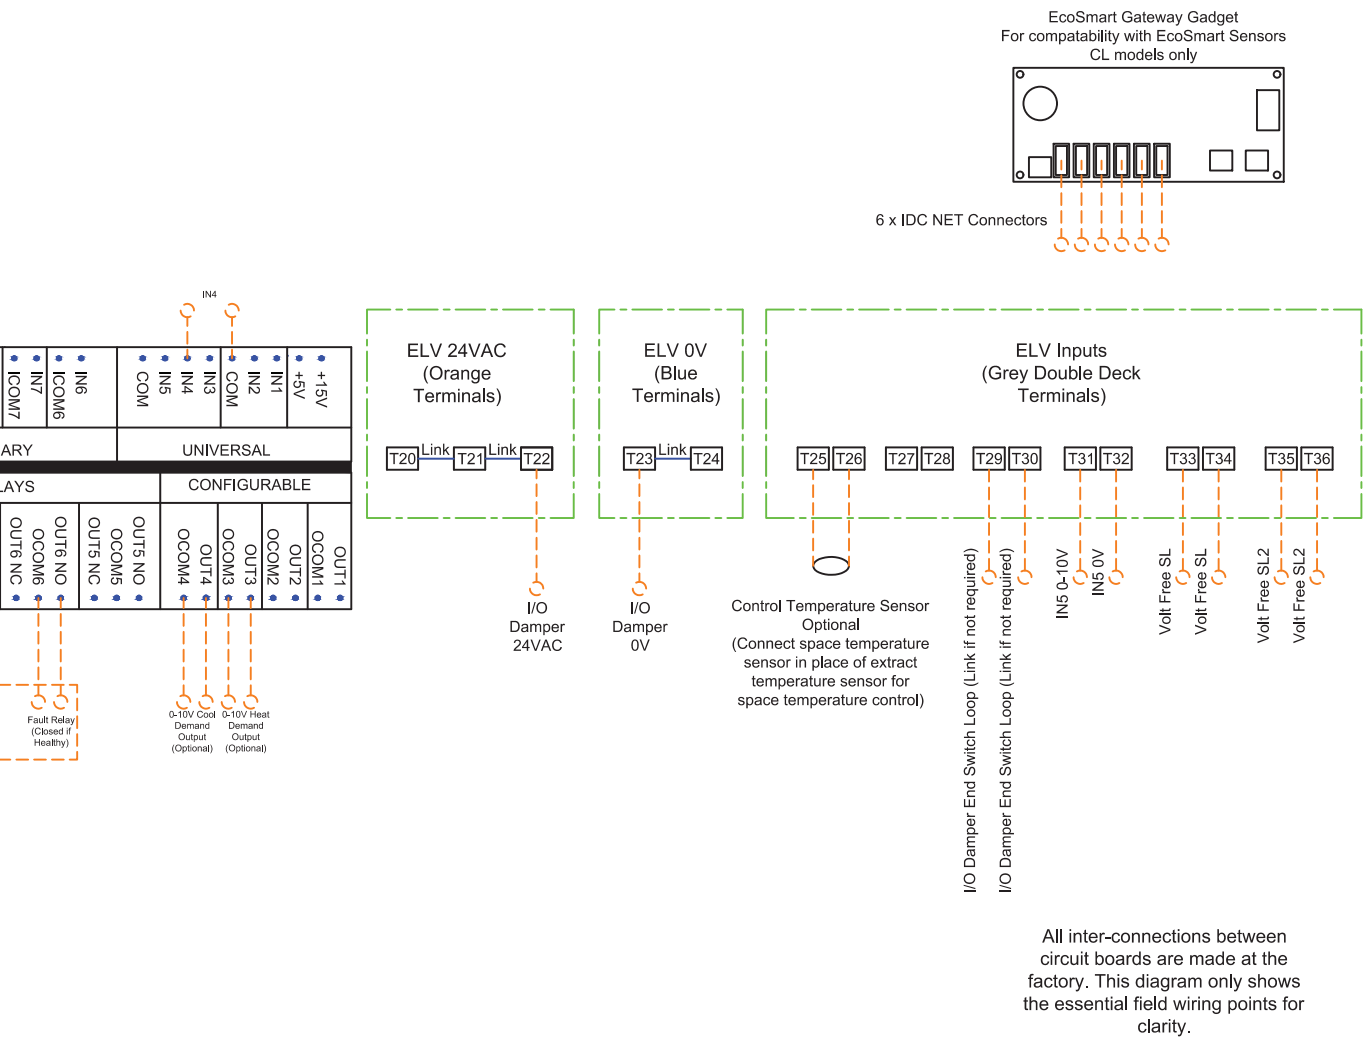 EcoSmart Gateway Gadget
For compatability with EcoSmart Sensors
CL models only
6 x IDC NET Connectors
IN4
ICOM7
IN7
ICOM6
IN6
COM
IN5
IN4
IN3
COM
IN2
IN1
+5V
+15V
ARY
UNIVERSAL
LAYS
CONFIGURABLE
OUT6 NC
OCOM6
OUT6 NO
OUT5 NC
OCOM5
OUT5 NO
OCOM4
OUT4
OCOM3
OUT3
OCOM2
OUT2
OCOM1
OUT1
Fault Relay
(Closed if
Healthy)
0-10V Cool
Demand
Output
(Optional)
0-10V Heat
Demand
Output
(Optional)
ELV 24VAC
(Orange
Terminals)
T20
Link
T21
Link
T22
I/O
Damper
24VAC
ELV 0V
(Blue
Terminals)
T23
Link
T24
I/O
Damper
0V
ELV Inputs
(Grey Double Deck
Terminals)
T25
T26
T27
T28
T29
T30
T31
T32
T33
T34
T35
T36
Control Temperature Sensor
Optional
(Connect space temperature
sensor in place of extract
temperature sensor for
space temperature control)
I/O Damper End Switch Loop (Link if not required)
I/O Damper End Switch Loop (Link if not required)
IN5 0-10V
IN5 0V
Volt Free SL
Volt Free SL
Volt Free SL2
Volt Free SL2
All inter-connections between
circuit boards are made at the
factory. This diagram only shows
the essential field wiring points for
clarity.